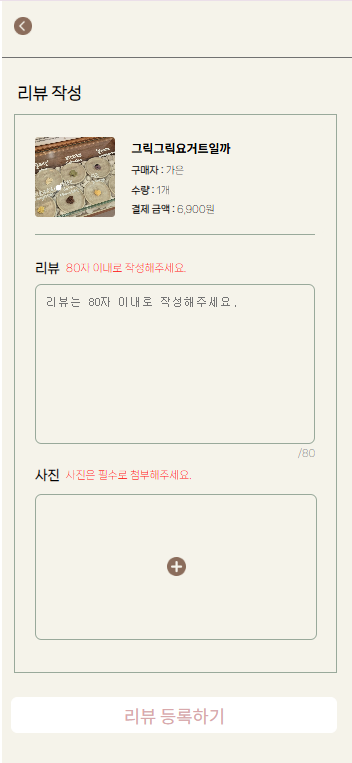 리뷰 작성
그릭그릭요거트일까
구매자 : 가은
수량 : 1개
결제 금액 : 6,900원
리뷰 80자 이내로 작성해주세요.
리뷰는 80자 이내로 작성해주세요.
/80
사진 사진은 필수로 첨부해주세요.
리뷰 등록하기